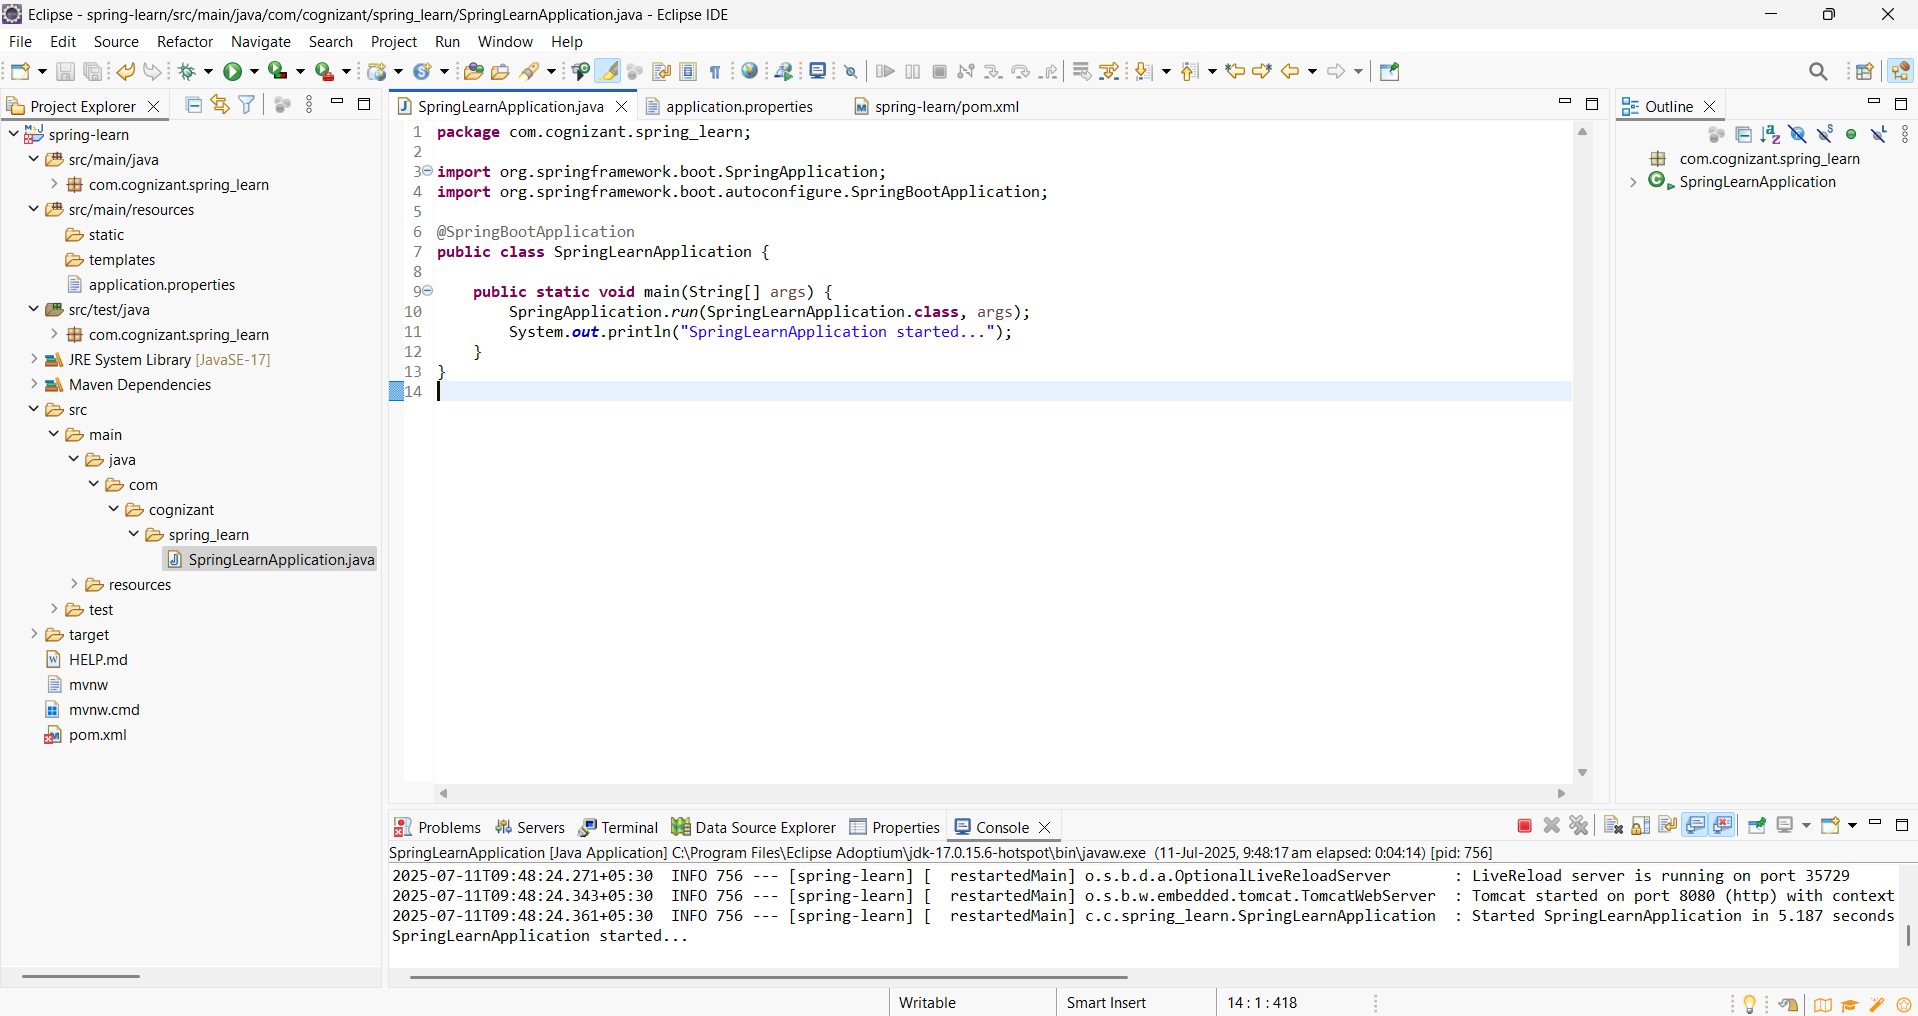 Eclipse - spring-learn/src/main/java/com/cognizant/spring_learn/SpringLearnApplication.java - Eclipse IDE
File Edit Source Refactor Navigate Search Project Run Window Help
Project Explorer
spring-learn
src/main/java
com.cognizant.spring_learn
src/main/resources
static
templates
application.properties
src/test/java
com.cognizant.spring_learn
JRE System Library [JavaSE-17]
Maven Dependencies
src
main
java
com
cognizant
spring_learn
SpringLearnApplication.java
resources
test
target
HELP.md
mvnw
mvnw.cmd
pom.xml
SpringLearnApplication.java application.properties spring-learn/pom.xml
1 package com.cognizant.spring_learn;
2
3 import org.springframework.boot.SpringApplication;
4 import org.springframework.boot.autoconfigure.SpringBootApplication;
5
6 @SpringBootApplication
7 public class SpringLearnApplication {
8
9 public static void main(String[] args) {
10 SpringApplication.run(SpringLearnApplication.class, args);
11 System.out.println("SpringLearnApplication started...");
12 }
13 }
14
Outline
com.cognizant.spring_learn
SpringLearnApplication
Problems Servers Terminal Data Source Explorer Properties Console
SpringLearnApplication [Java Application] C:\Program Files\Eclipse Adoptium\jdk-17.0.15.6-hotspot\bin\javaw.exe (11-Jul-2025, 9:48:17 am elapsed: 0:04:14) [pid: 756]
2025-07-11T09:48:24.271+05:30 INFO 756 --- [spring-learn] [ restartedMain] o.s.b.d.a.OptionalLiveReloadServer : LiveReload server is running on port 35729
2025-07-11T09:48:24.343+05:30 INFO 756 --- [spring-learn] [ restartedMain] o.s.b.w.embedded.tomcat.TomcatWebServer : Tomcat started on port 8080 (http) with context
2025-07-11T09:48:24.361+05:30 INFO 756 --- [spring-learn] [ restartedMain] c.c.spring_learn.SpringLearnApplication : Started SpringLearnApplication in 5.187 seconds
SpringLearnApplication started...
Writable Smart Insert 14 : 1 : 418